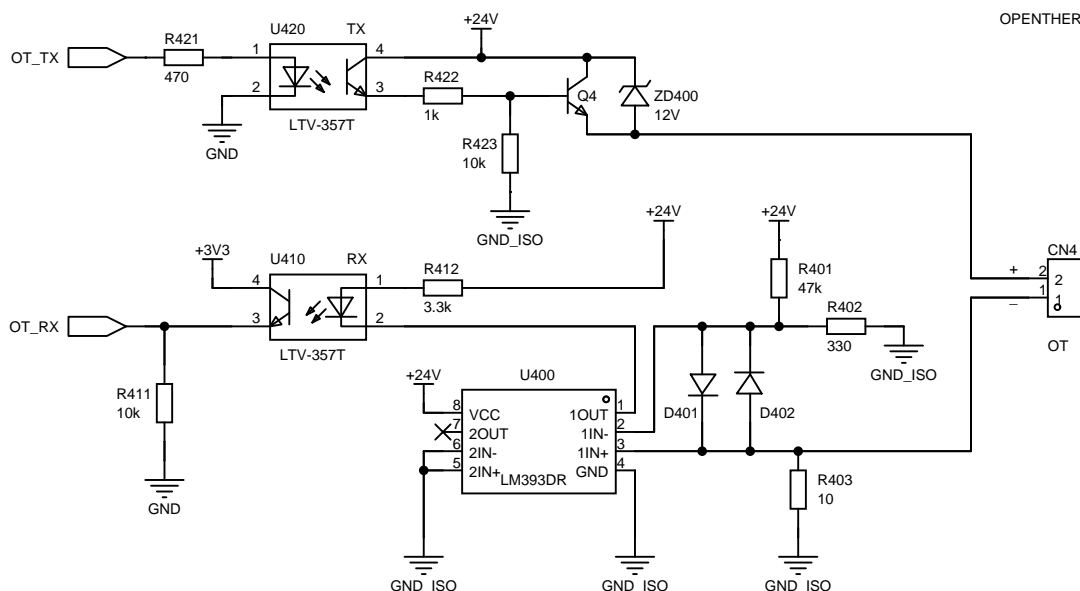 OPENTHER
OT_TX
R421
470
U420
TX
1
2
4
3
LTV-357T
GND
+24V
R422
1k
R423
10k
GND_ISO
Q4
ZD400
12V
+3V3
U410
RX
4
3
1
2
LTV-357T
OT_RX
R411
10k
GND
R412
3.3k
+24V
+24V
R401
47k
R402
330
GND_ISO
CN4
+
2
2
1
1
–
OT
+24V
U400
8
VCC
7
2OUT
6
2IN-
5
2IN+
1OUT
1
1IN-
2
1IN+
3
GND
4
LM393DR
D401
D402
R403
10
GND_ISO
GND_ISO
GND_ISO